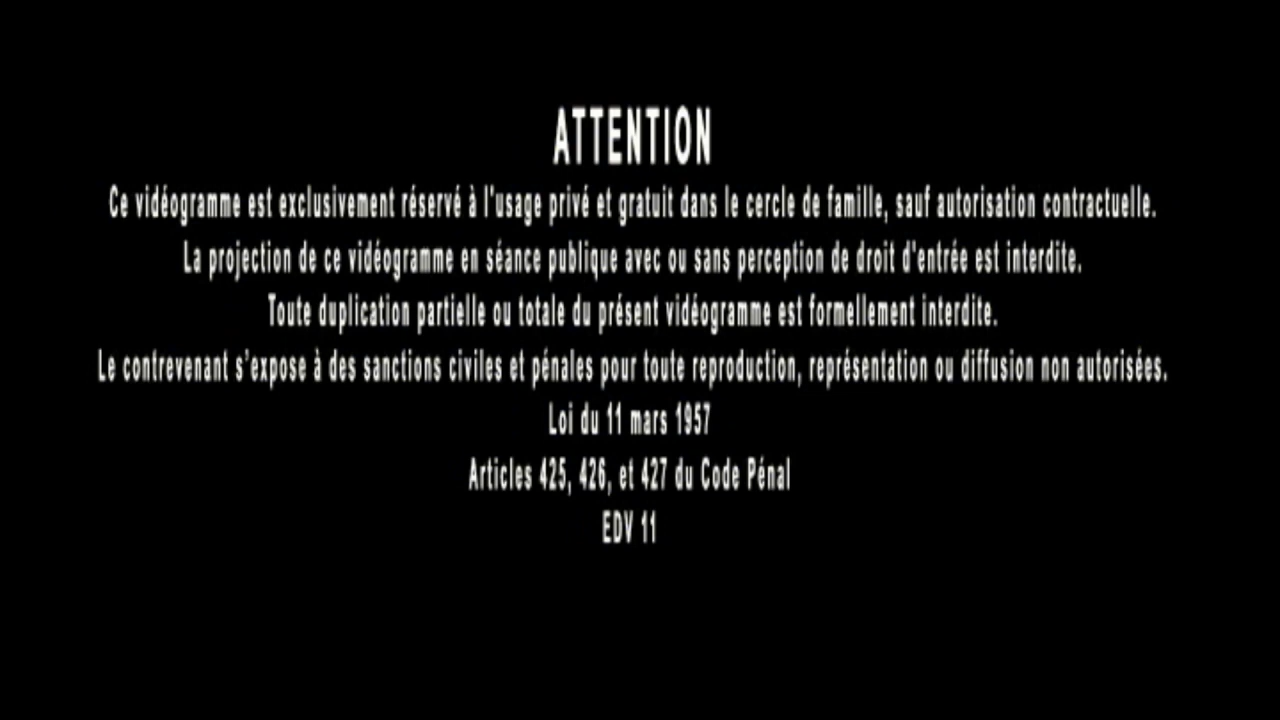 ATTENTION
Ce vidéogramme est exclusivement réservé à l'usage privé et gratuit dans le cercle de famille, sauf autorisation contractuelle.
La projection de ce vidéogramme en séance publique avec ou sans perception de droit d'entrée est interdite.
Toute duplication partielle ou totale du présent vidéogramme est formellement interdite.
Le contrevenant s'expose à des sanctions civiles et pénales pour toute reproduction, représentation ou diffusion non autorisées.
Loi du 11 mars 1957
Articles 425, 426, et 427 du Code Pénal
EDV 11